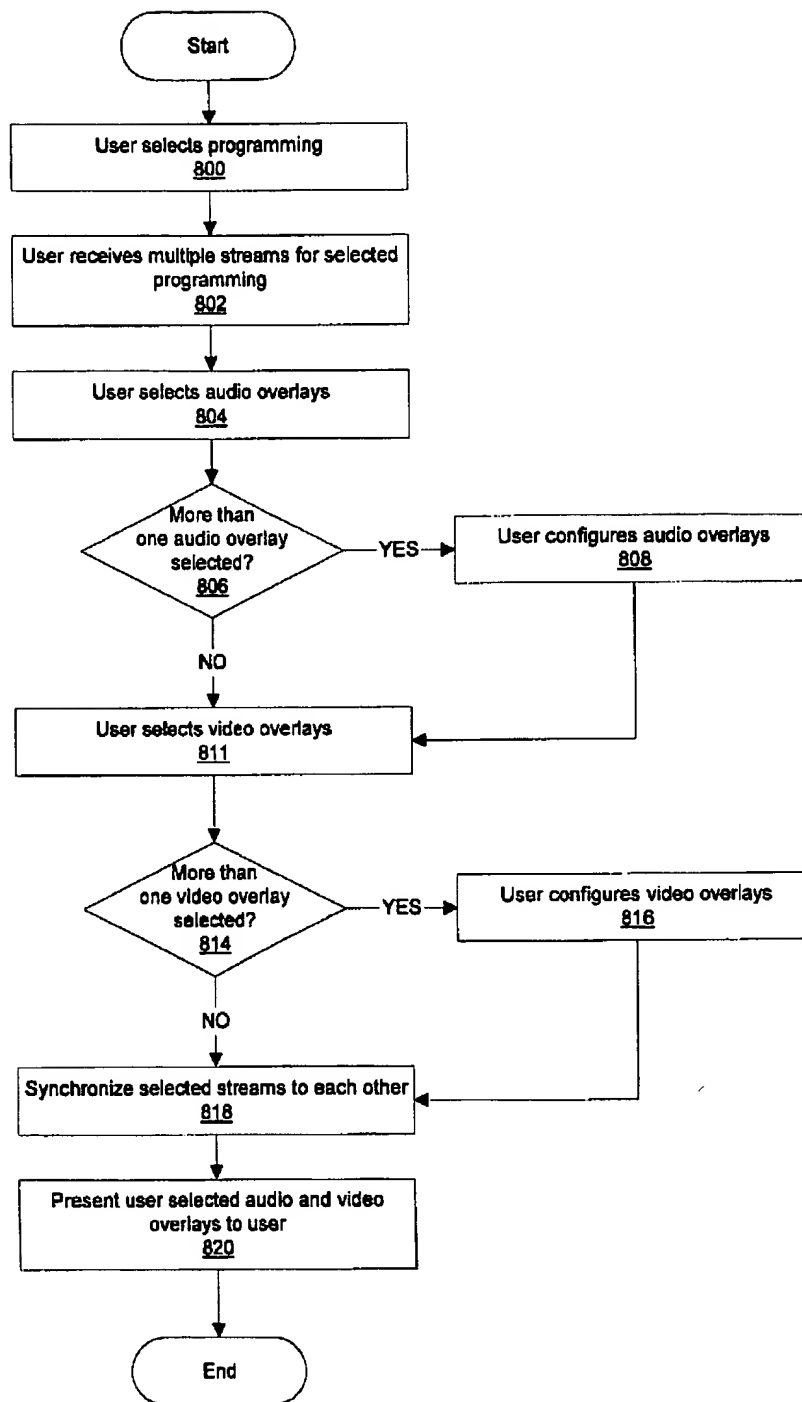 Start
User selects programming
800
User receives multiple streams for selected
programming
802
User selects audio overlays
804
More than
one audio overlay
selected?
806
YES
User configures audio overlays
808
NO
User selects video overlays
811
More than
one video overlay
selected?
814
YES
User configures video overlays
816
NO
Synchronize selected streams to each other
818
Present user selected audio and video
overlays to user
820
End